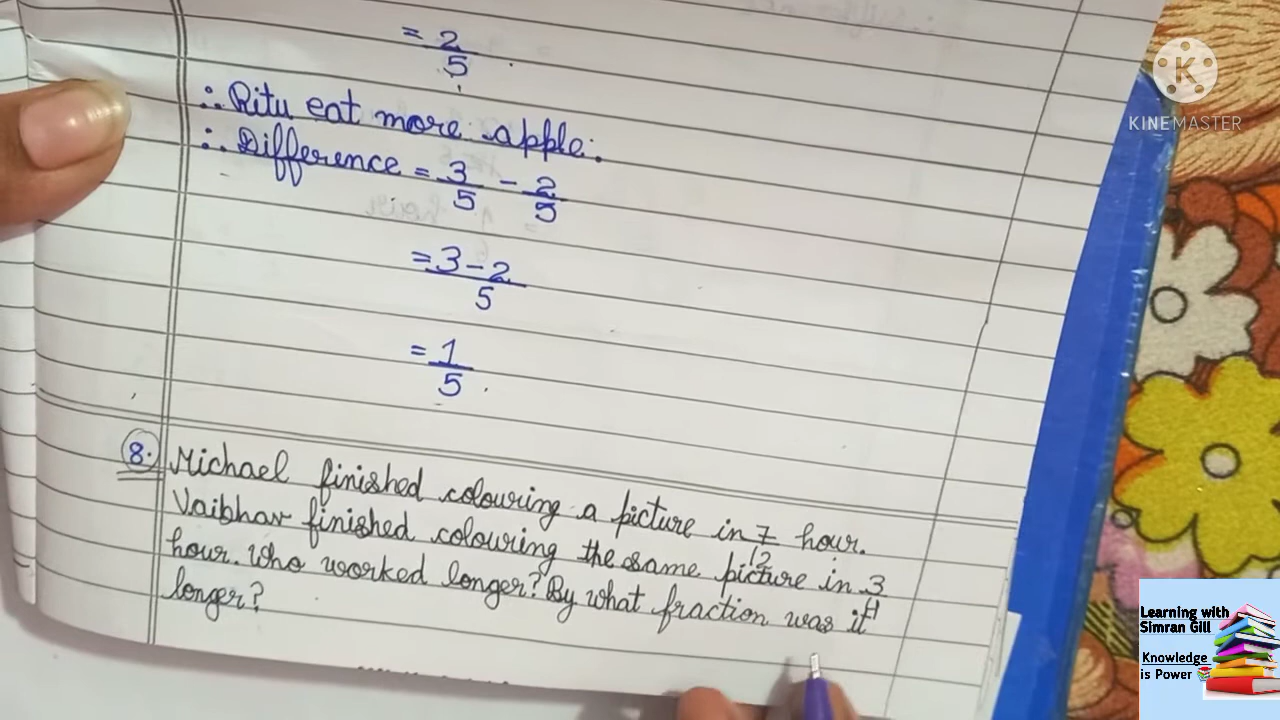 = 2/5
∴ Ritu eat more apple.
∴ Difference = 3/5 - 2/5
= 3-2/5
= 1/5
8. Michael finished colouring a picture in 7/12 hour.
Vaibhav finished colouring the same picture in 3/4
hour. Who worked longer? By what fraction was it
longer?
K
KINEMASTER
Learning with
Simran Gill
Knowledge
is Power